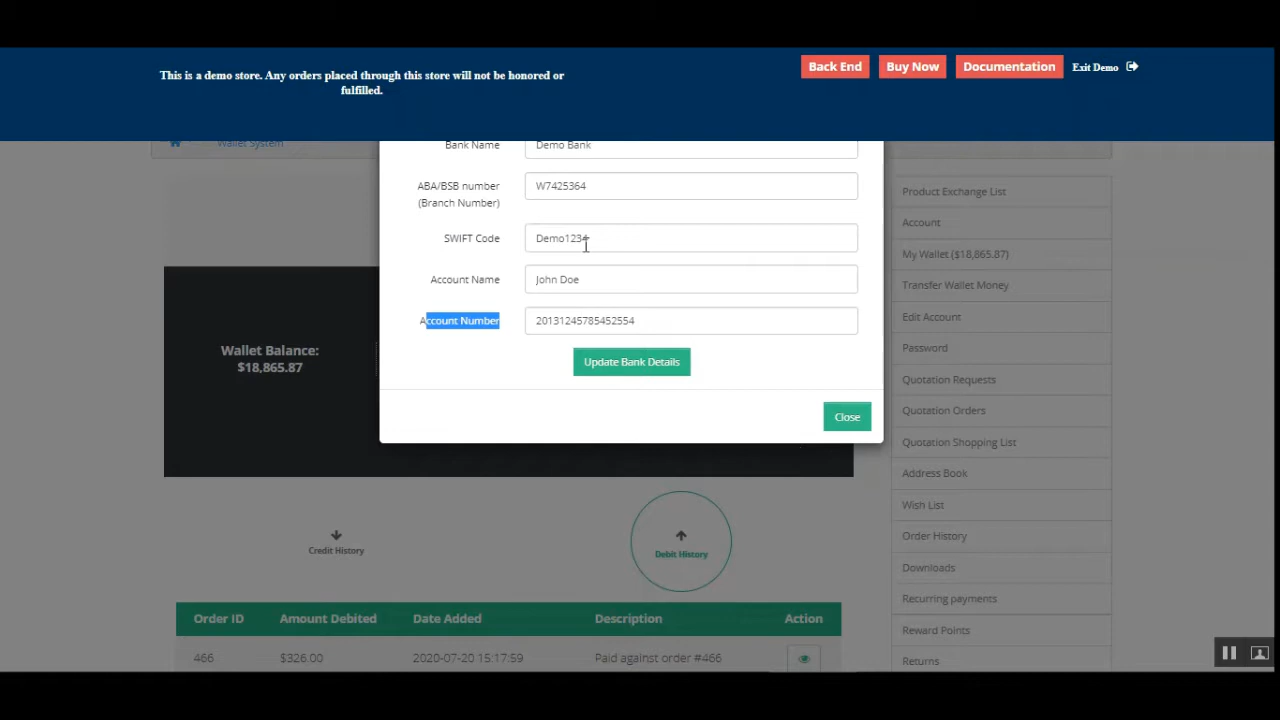 This is a demo store. Any orders placed through this store will not be honored or
fulfilled.
Back End
Buy Now
Documentation
Exit Demo
Wallet System
Bank Name
Demo Bank
ABA/BSB number
(Branch Number)
W7425364
SWIFT Code
Demo1234
Account Name
John Doe
Account Number
20131245785452554
Update Bank Details
Close
Wallet Balance:
$18,865.87
Product Exchange List
Account
My Wallet ($18,865.87)
Transfer Wallet Money
Edit Account
Password
Quotation Requests
Quotation Orders
Quotation Shopping List
Address Book
Wish List
Order History
Downloads
Recurring payments
Reward Points
Returns
Credit History
Debit History
Order ID
Amount Debited
Date Added
Description
Action
466
$326.00
2020-07-20 15:17:59
Paid against order #466